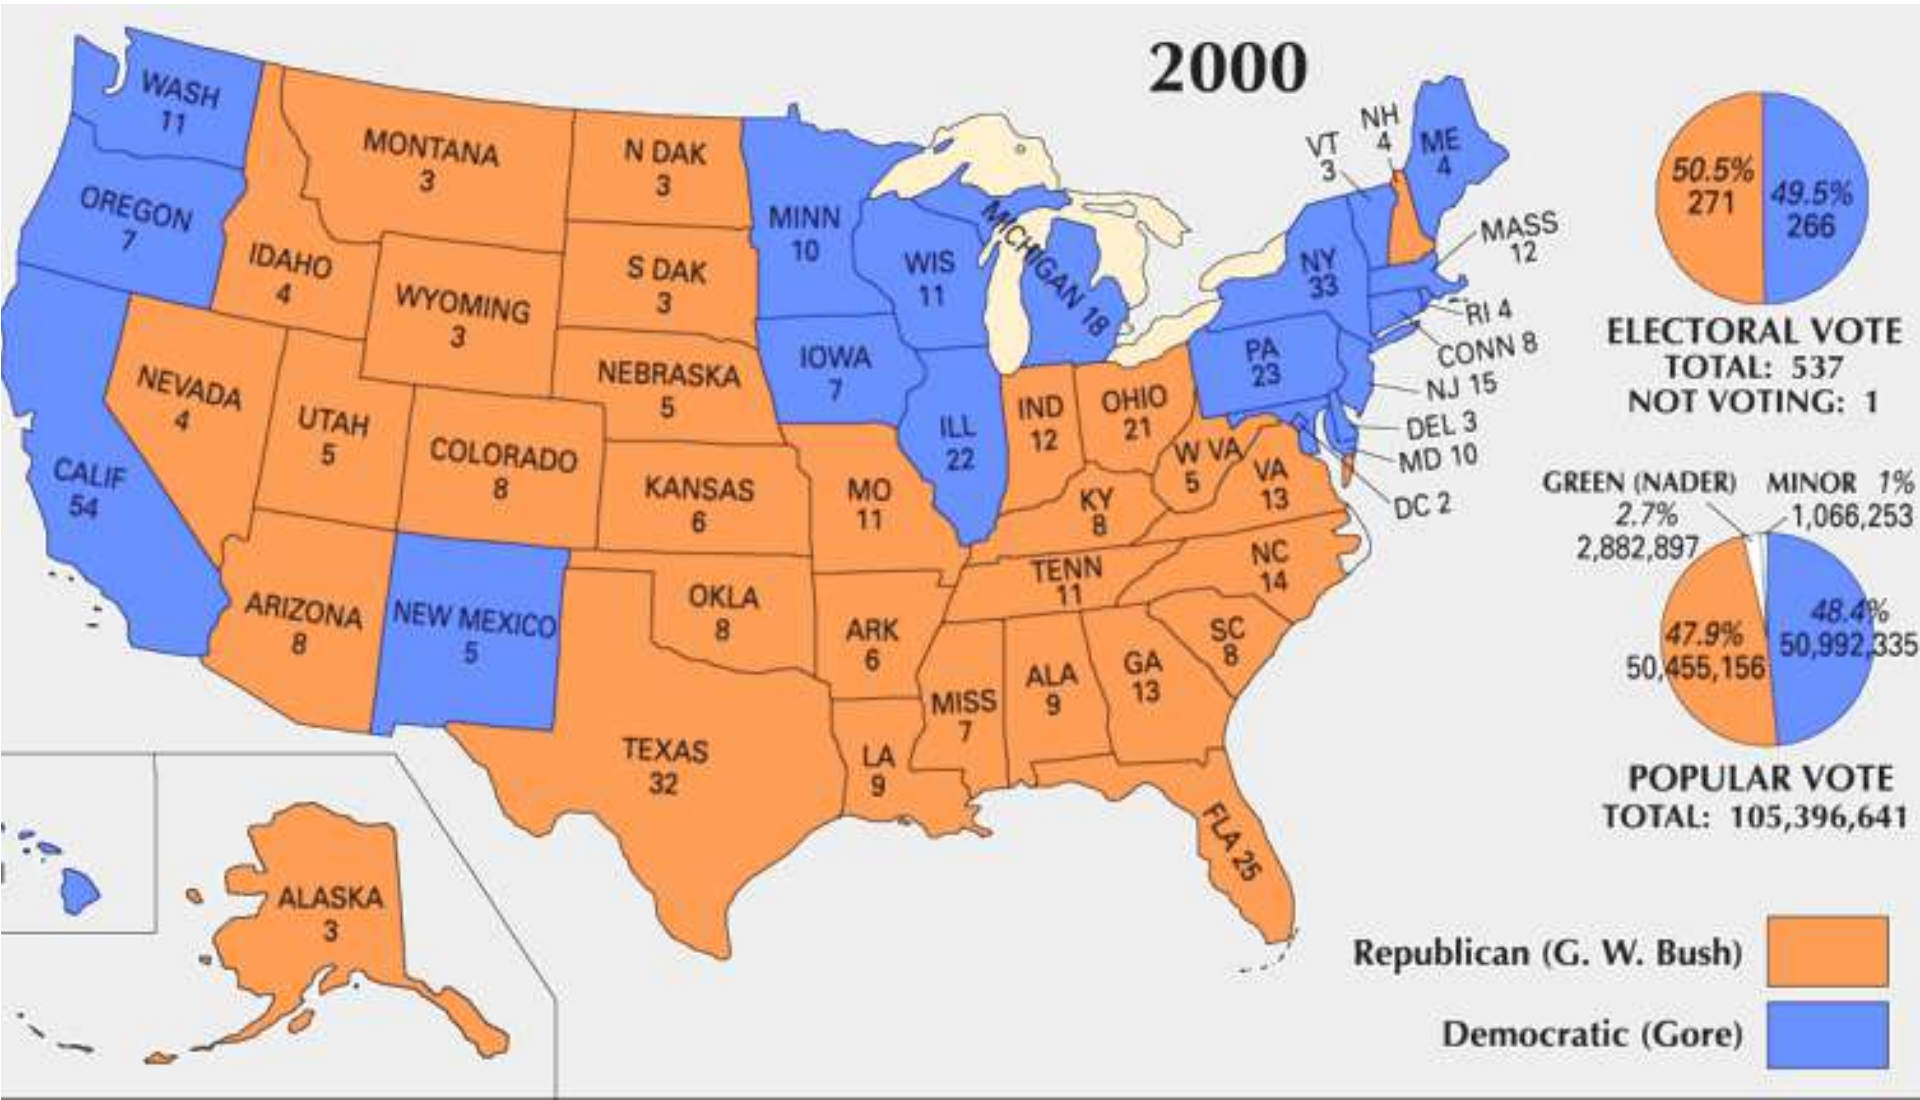 2000
WASH
11
OREGON
7
CALIF
54
NEVADA
4
IDAHO
4
MONTANA
3
WYOMING
3
UTAH
5
ARIZONA
8
COLORADO
8
NEW MEXICO
5
N DAK
3
S DAK
3
NEBRASKA
5
KANSAS
6
OKLA
8
TEXAS
32
MINN
10
IOWA
7
MO
11
ARK
6
LA
9
WIS
11
ILL
22
MICHIGAN 18
IND
12
OHIO
21
KY
8
TENN
11
MISS
7
ALA
9
GA
13
FLA 25
SC
8
NC
14
VA
13
W VA
5
PA
23
NY
33
VT
3
NH
4
ME
4
MASS
12
RI 4
CONN 8
NJ 15
DEL 3
MD 10
DC 2
ALASKA
3
50.5%
271
49.5%
266
ELECTORAL VOTE
TOTAL: 537
NOT VOTING: 1
GREEN (NADER)
2.7%
2,882,897
MINOR 1%
1,066,253
47.9%
50,455,156
48.4%
50,992,335
POPULAR VOTE
TOTAL: 105,396,641
Republican (G. W. Bush)
Democratic (Gore)